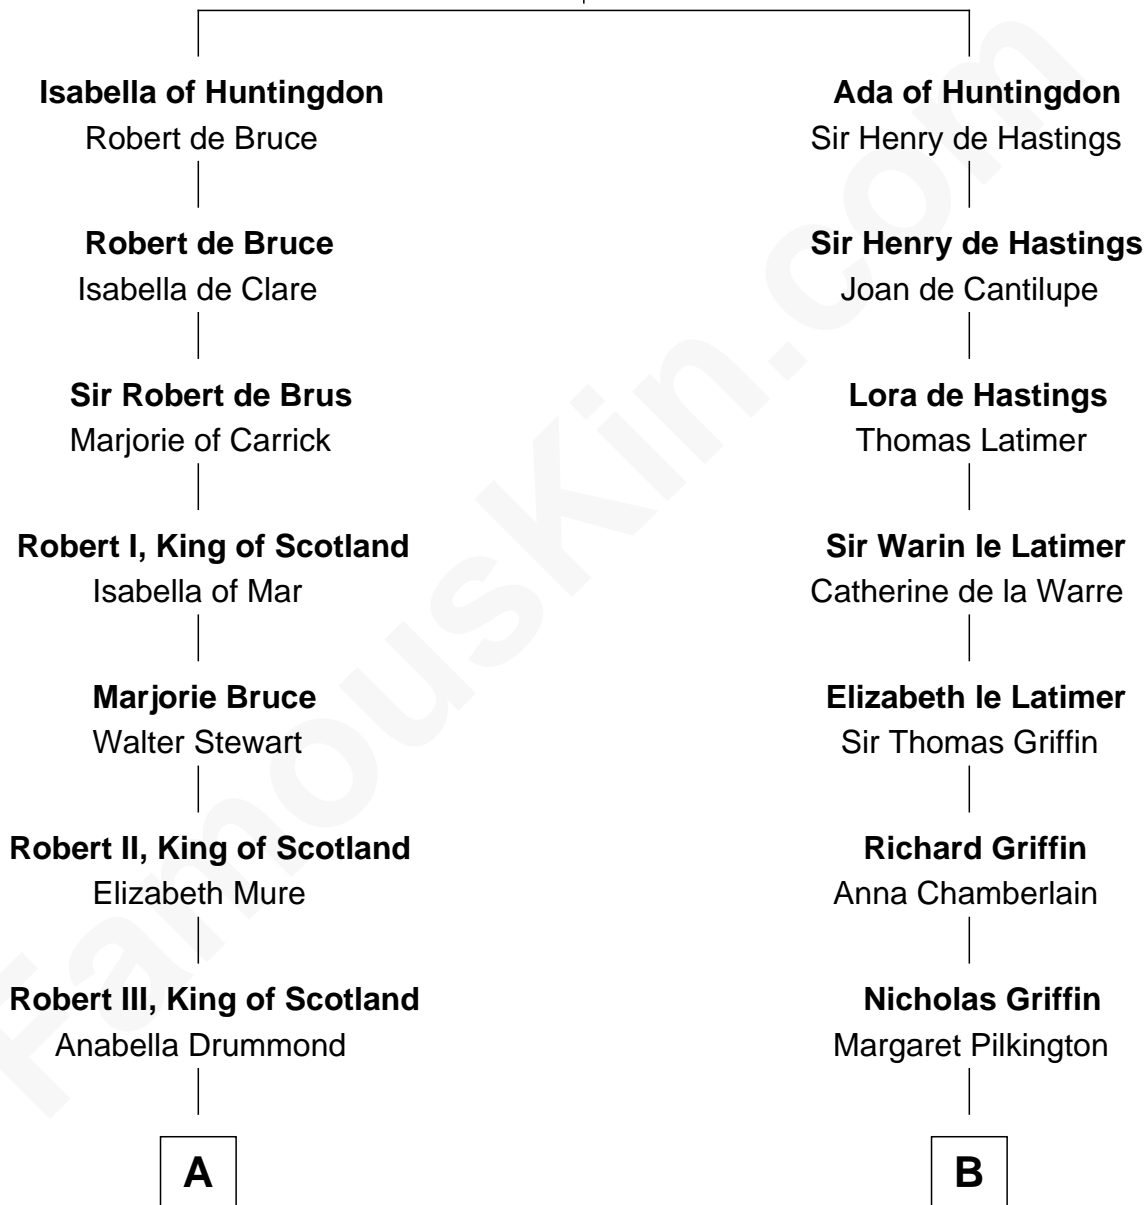 Isabella of Huntingdon
Robert de Bruce
Robert de Bruce
Isabella de Clare
Sir Robert de Brus
Marjorie of Carrick
Robert I, King of Scotland
Isabella of Mar
Marjorie Bruce
Walter Stewart
Robert II, King of Scotland
Elizabeth Mure
Robert III, King of Scotland
Anabella Drummond
A
Ada of Huntingdon
Sir Henry de Hastings
Sir Henry de Hastings
Joan de Cantilupe
Lora de Hastings
Thomas Latimer
Sir Warin le Latimer
Catherine de la Warre
Elizabeth le Latimer
Sir Thomas Griffin
Richard Griffin
Anna Chamberlain
Nicholas Griffin
Margaret Pilkington
B
FamousKin.com